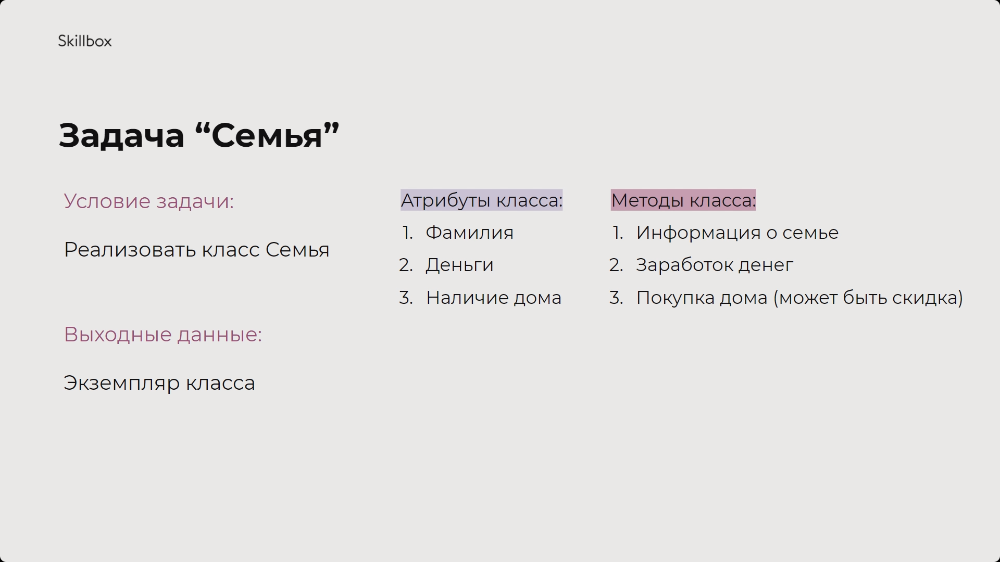 Skillbox
Задача “Семья”
Условие задачи:
Реализовать класс Семья
Выходные данные:
Экземпляр класса
Атрибуты класса:
1. Фамилия
2. Деньги
3. Наличие дома
Методы класса:
1. Информация о семье
2. Заработок денег
3. Покупка дома (может быть скидка)